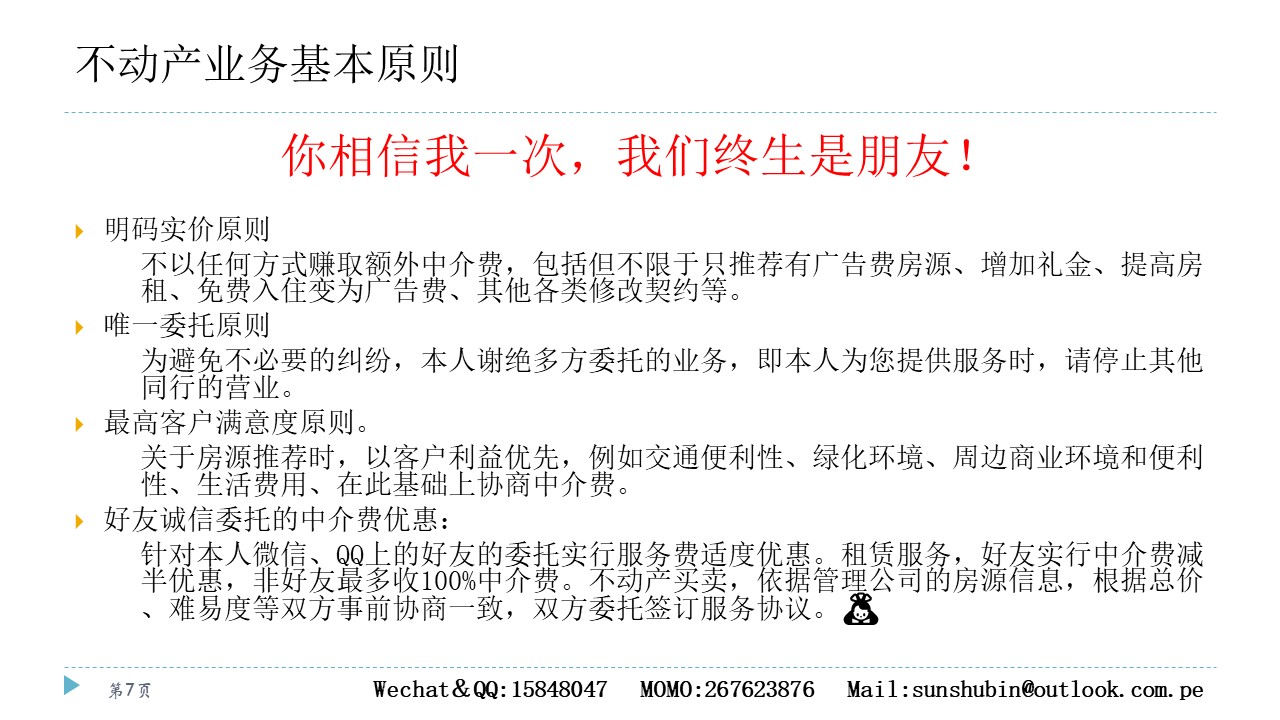 不动产业务基本原则
你相信我一次，我们终生是朋友！
明码实价原则
不以任何方式赚取额外中介费，包括但不限于只推荐有广告费房源、增加礼金、提高房
租、免费入住变为广告费、其他各类修改契约等。
唯一委托原则
为避免不必要的纠纷，本人谢绝多方委托的业务，即本人为您提供服务时，请停止其他
同行的营业。
最高客户满意度原则。
关于房源推荐时，以客户利益优先，例如交通便利性、绿化环境、周边商业环境和便利
性、生活费用、在此基础上协商中介费。
好友诚信委托的中介费优惠：
针对本人微信、QQ上的好友的委托实行服务费适度优惠。租赁服务，好友实行中介费减
半优惠，非好友最多收100%中介费。不动产买卖，依据管理公司的房源信息，根据总价
、难易度等双方事前协商一致，双方委托签订服务协议。
第7页
Wechat＆QQ:15848047 MOMO:267623876 Mail:sunshubin@outlook.com.pe